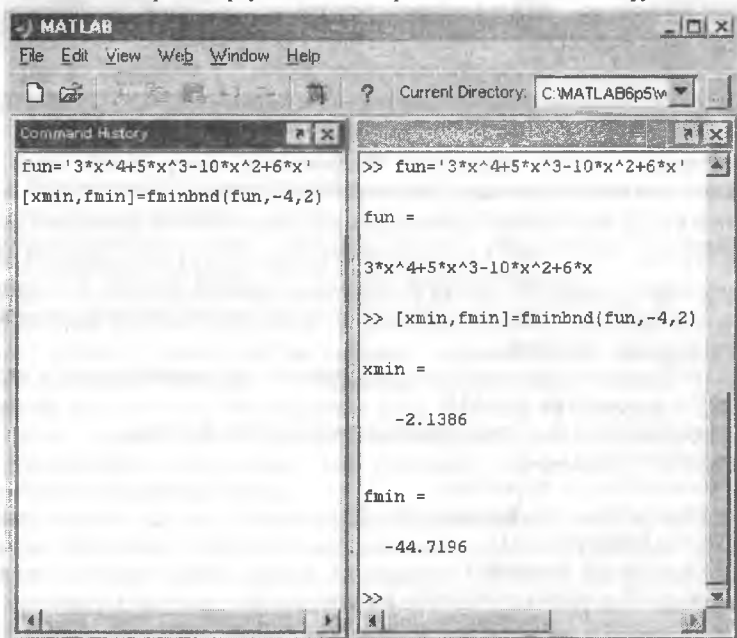 MATLAB
File Edit View Web Window Help
? Current Directory: C:\MATLAB6p5\w ...
Command History
fun='3*x^4+5*x^3-10*x^2+6*x'
[xmin,fmin]=fminbnd(fun,-4,2)
Command Window
>> fun='3*x^4+5*x^3-10*x^2+6*x'
fun =
3*x^4+5*x^3-10*x^2+6*x
>> [xmin,fmin]=fminbnd(fun,-4,2)
xmin =
-2.1386
fmin =
-44.7196
>>